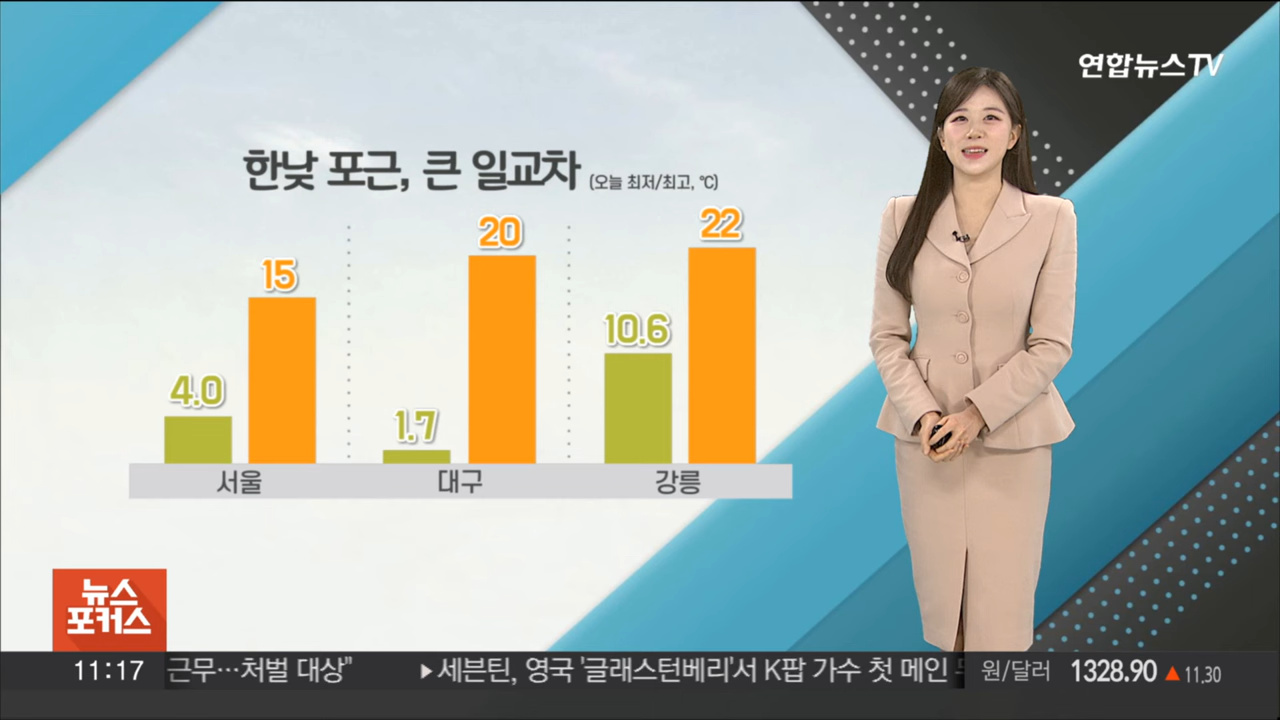 연합뉴스TV
한낮 포근, 큰 일교차 (오늘 최저/최고, ℃)
4.0 15 1.7 20 10.6 22
서울 대구 강릉
뉴스
포커스
11:17 근무…처벌 대상" ▶세븐틴, 영국 '글래스턴베리'서 K팝 가수 첫 메인 원/달러 1328.90 ▲11.30